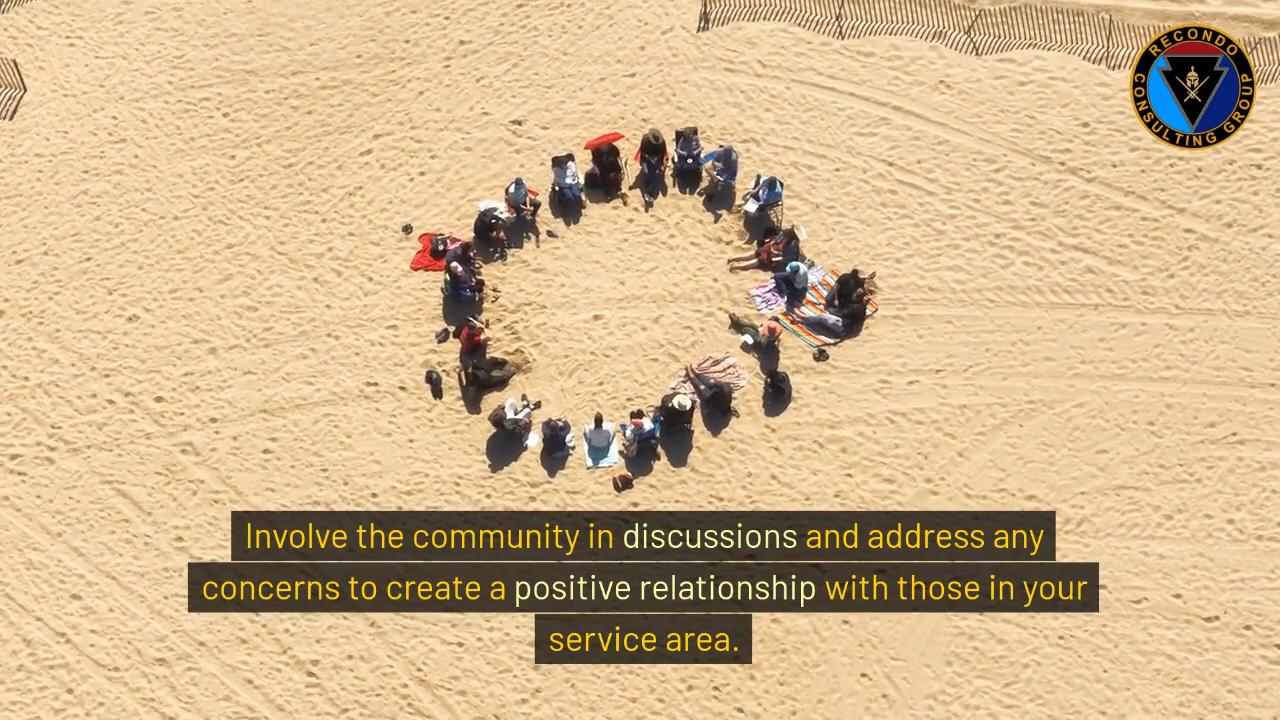 RECONDO
CONSULTING GROUP
Involve the community in discussions and address any
concerns to create a positive relationship with those in your
service area.